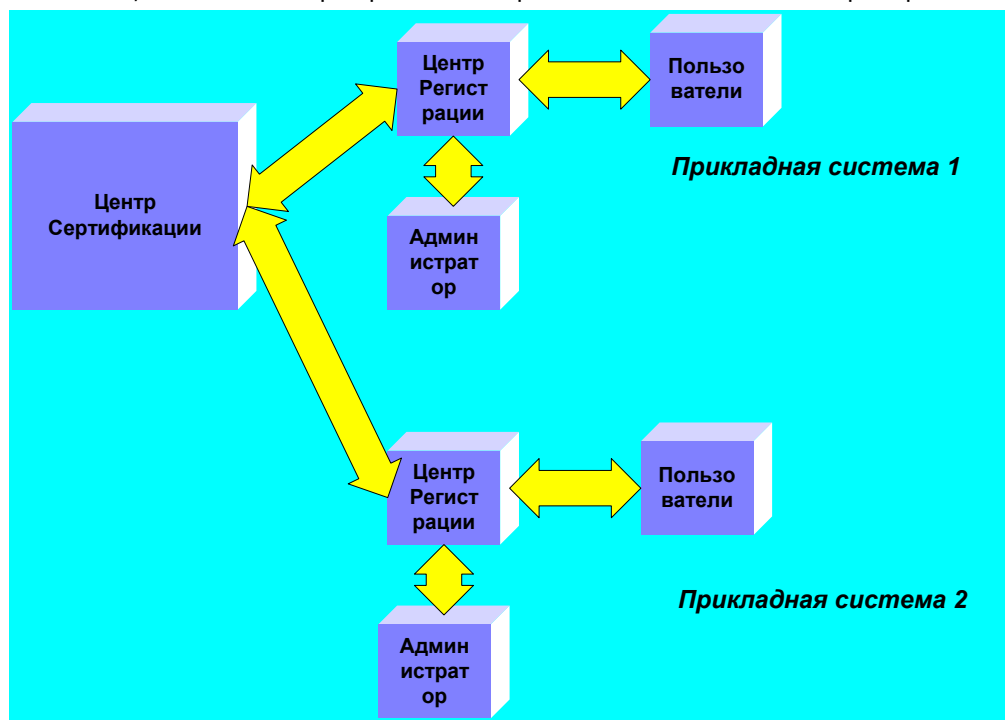 Центр
Регист
рации
Пользо
ватели
Прикладная система 1
Центр
Сертификации
Админ
истрат
ор
Центр
Регист
рации
Пользо
ватели
Прикладная система 2
Админ
истрат
ор